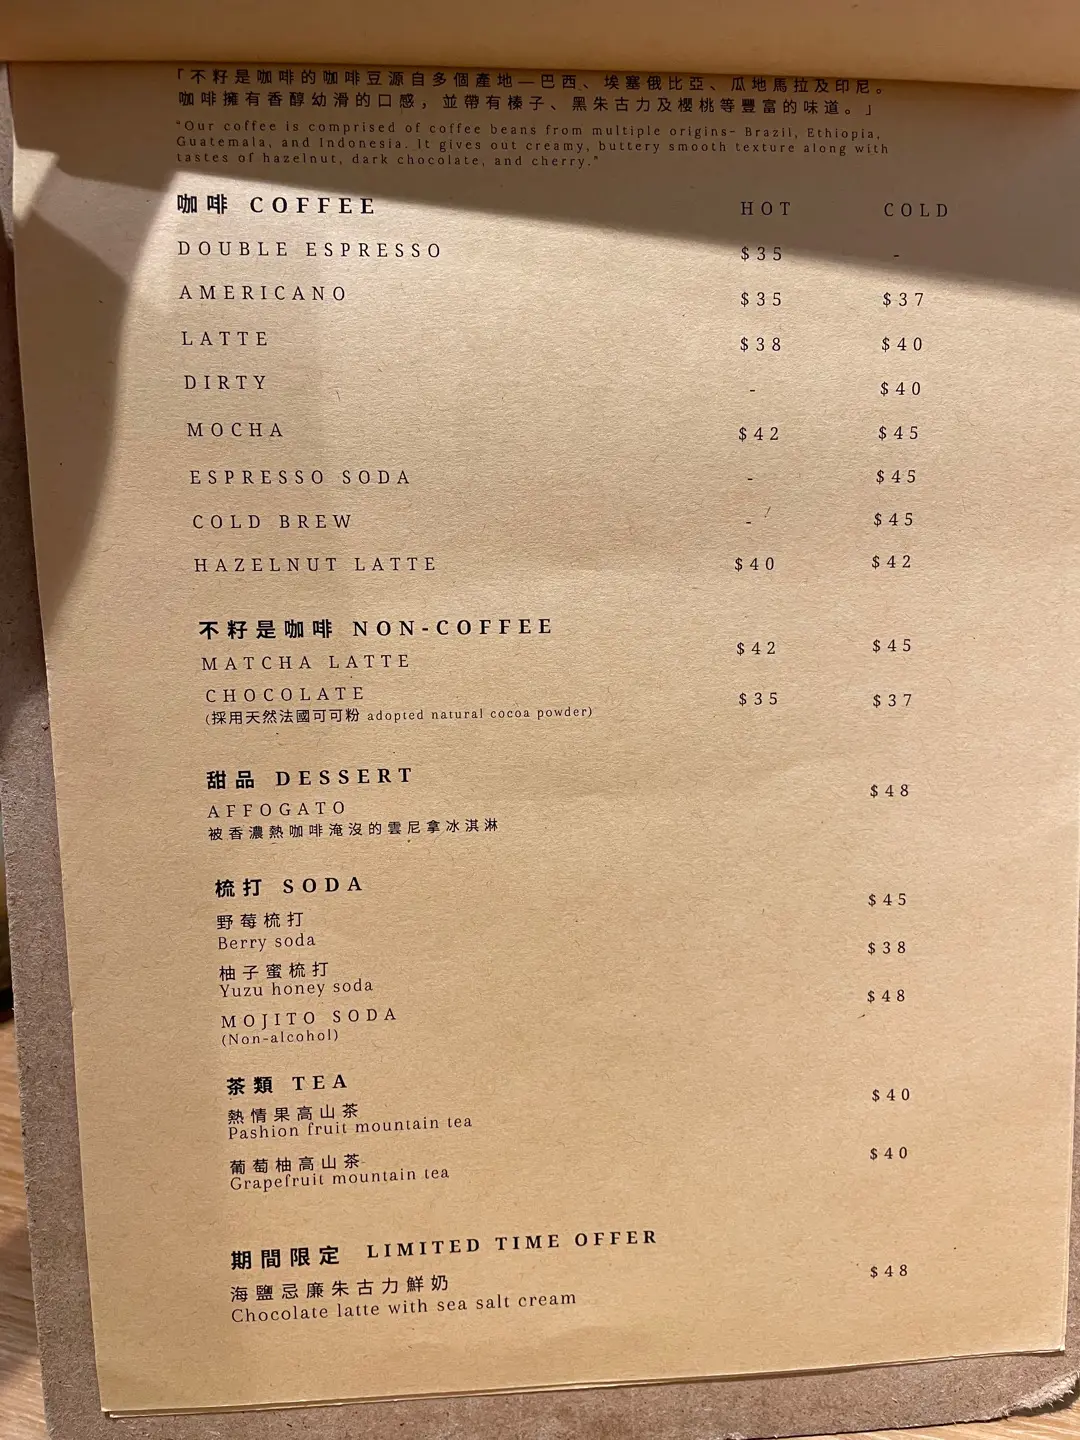 「不籽是咖啡的咖啡豆源自多個產地—巴西、埃塞俄比亞、瓜地馬拉及印尼。
咖啡擁有香醇幼滑的口感，並帶有榛子、黑朱古力及櫻桃等豐富的味道。」
"Our coffee is comprised of coffee beans from multiple origins- Brazil, Ethiopia,
Guatemala, and Indonesia. It gives out creamy, buttery smooth texture along with
tastes of hazelnut, dark chocolate, and cherry."
咖啡 COFFEE HOT COLD
DOUBLE ESPRESSO $35 -
AMERICANO $35 $37
LATTE $38 $40
DIRTY - $40
MOCHA $42 $45
ESPRESSO SODA - $45
COLD BREW - $45
HAZELNUT LATTE $40 $42
不籽是咖啡 NON-COFFEE
MATCHA LATTE $42 $45
CHOCOLATE $35 $37
(採用天然法國可可粉 adopted natural cocoa powder)
甜品 DESSERT
AFFOGATO $48
被香濃熱咖啡淹沒的雲尼拿冰淇淋
梳打 SODA
野莓梳打 $45
Berry soda
柚子蜜梳打 $38
Yuzu honey soda
MOJITO SODA $48
(Non-alcohol)
茶類 TEA
熱情果高山茶 $40
Pashion fruit mountain tea
葡萄柚高山茶 $40
Grapefruit mountain tea
期間限定 LIMITED TIME OFFER
海鹽忌廉朱古力鮮奶 $48
Chocolate latte with sea salt cream